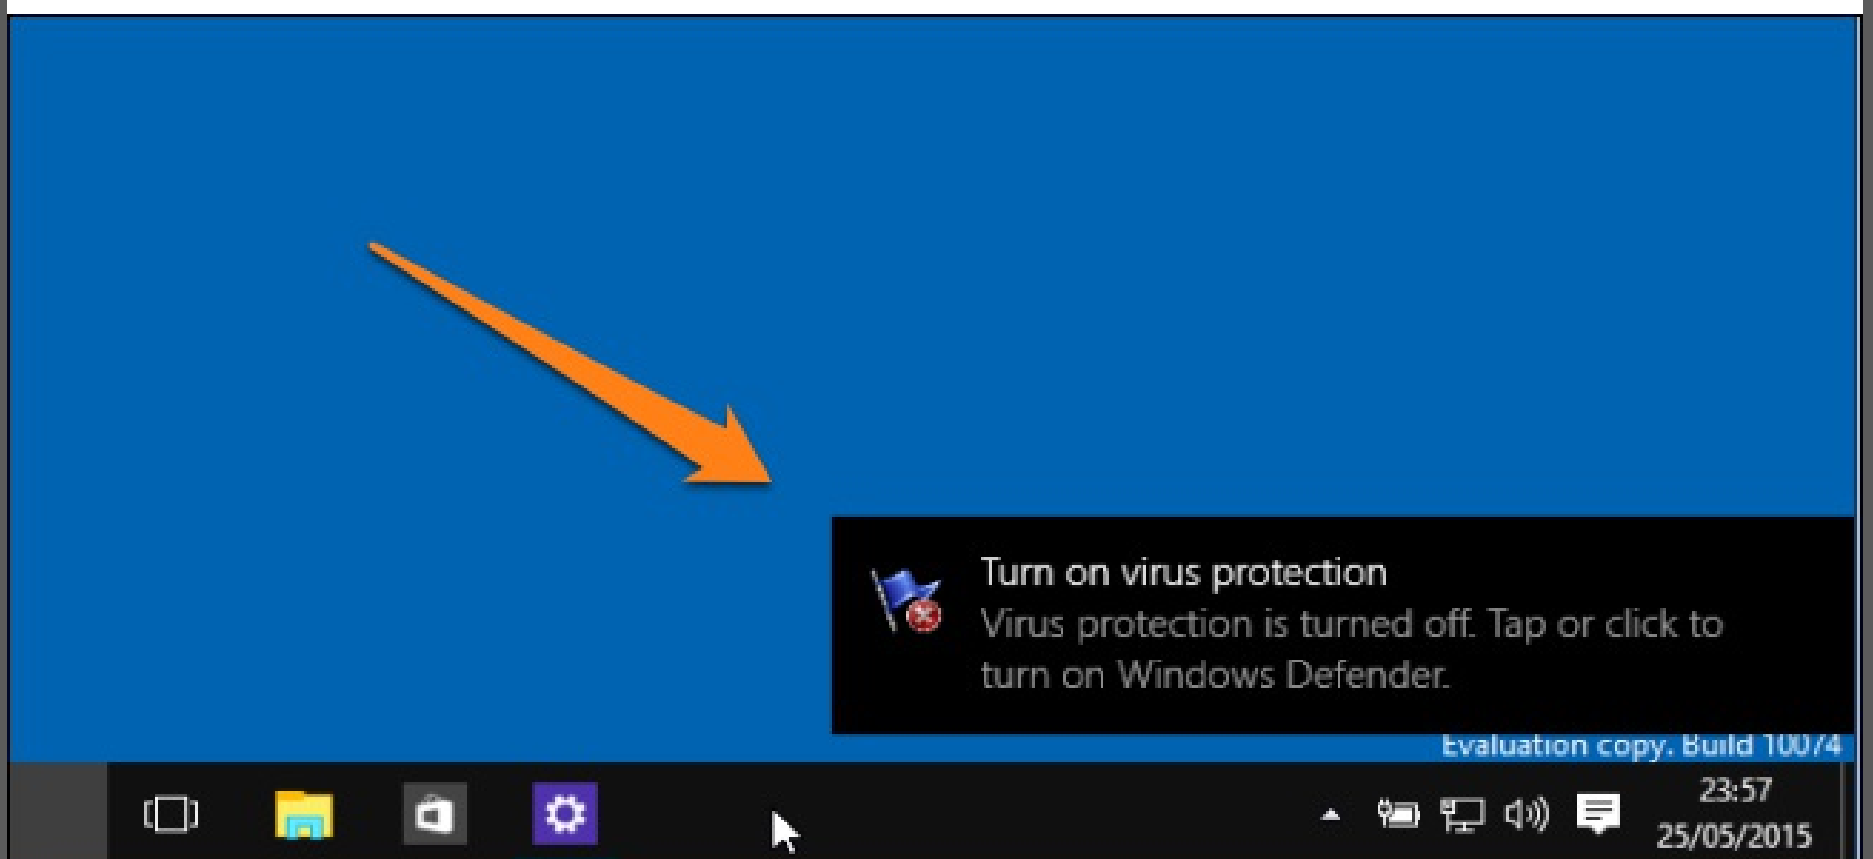 Turn on virus protection
Virus protection is turned off. Tap or click to
turn on Windows Defender.
Evaluation copy. Build 10074
23:57
25/05/2015